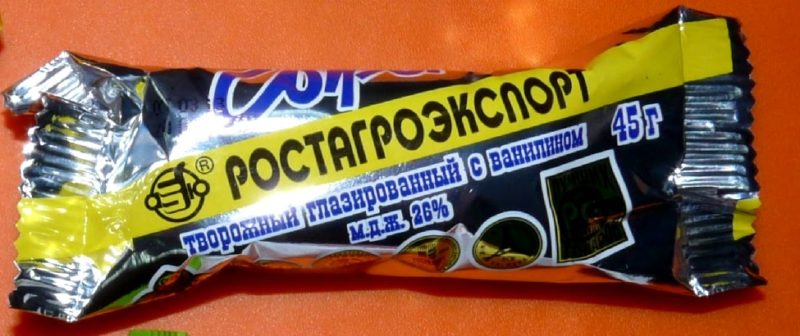 РОСТАГРОЭКСПОРТ
творожный глазированный с ванилином
45 г
м.д.ж. 26%